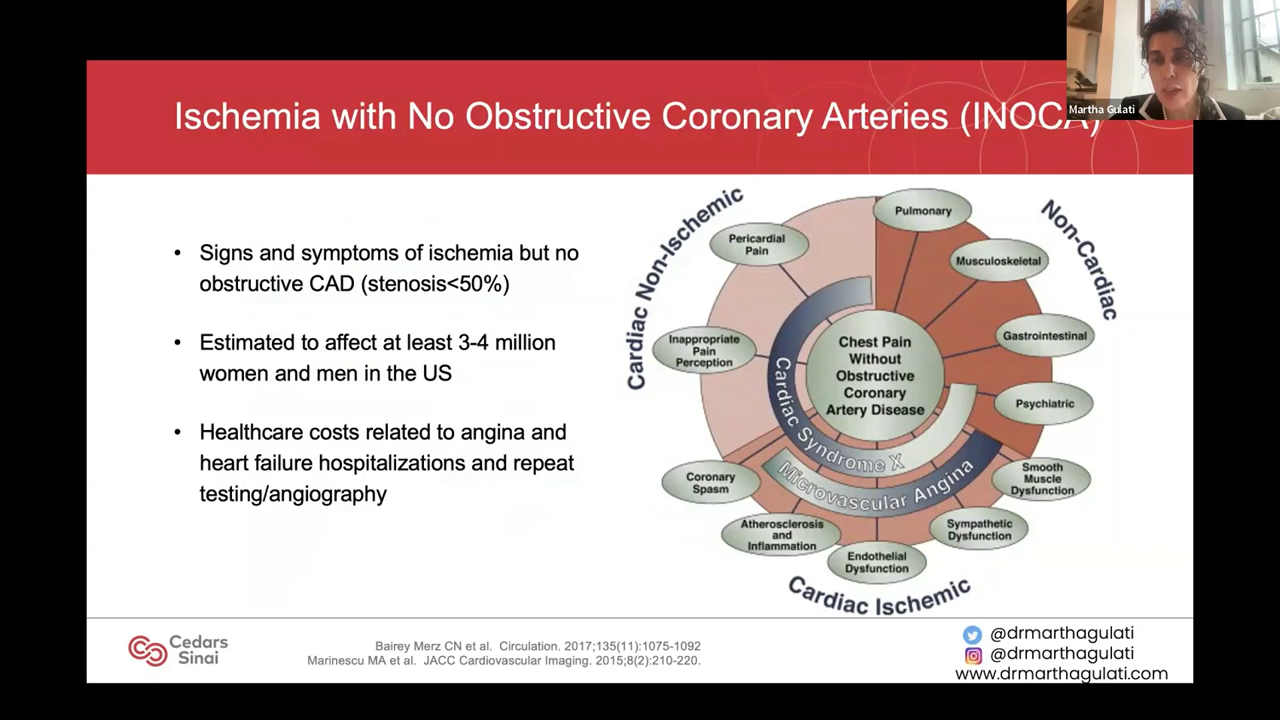 Martha Gulati
Ischemia with No Obstructive Coronary Arteries (INOCA)
• Signs and symptoms of ischemia but no
obstructive CAD (stenosis<50%)
• Estimated to affect at least 3-4 million
women and men in the US
• Healthcare costs related to angina and
heart failure hospitalizations and repeat
testing/angiography
Cardiac Non-Ischemic
Non-Cardiac
Cardiac Ischemic
Pericardial
Pain
Inappropriate
Pain
Perception
Pulmonary
Musculoskeletal
Gastrointestinal
Psychiatric
Chest Pain
Without
Obstructive
Coronary
Artery Disease
Cardiac Syndrome X
Microvascular Angina
Coronary
Spasm
Atherosclerosis
and
Inflammation
Endothelial
Dysfunction
Sympathetic
Dysfunction
Smooth
Muscle
Dysfunction
Cedars
Sinai
Bairey Merz CN et al. Circulation. 2017;135(11):1075-1092
Marinescu MA et al. JACC Cardiovascular Imaging. 2015;8(2):210-220.
@drmarthagulati
@drmarthagulati
www.drmarthagulati.com